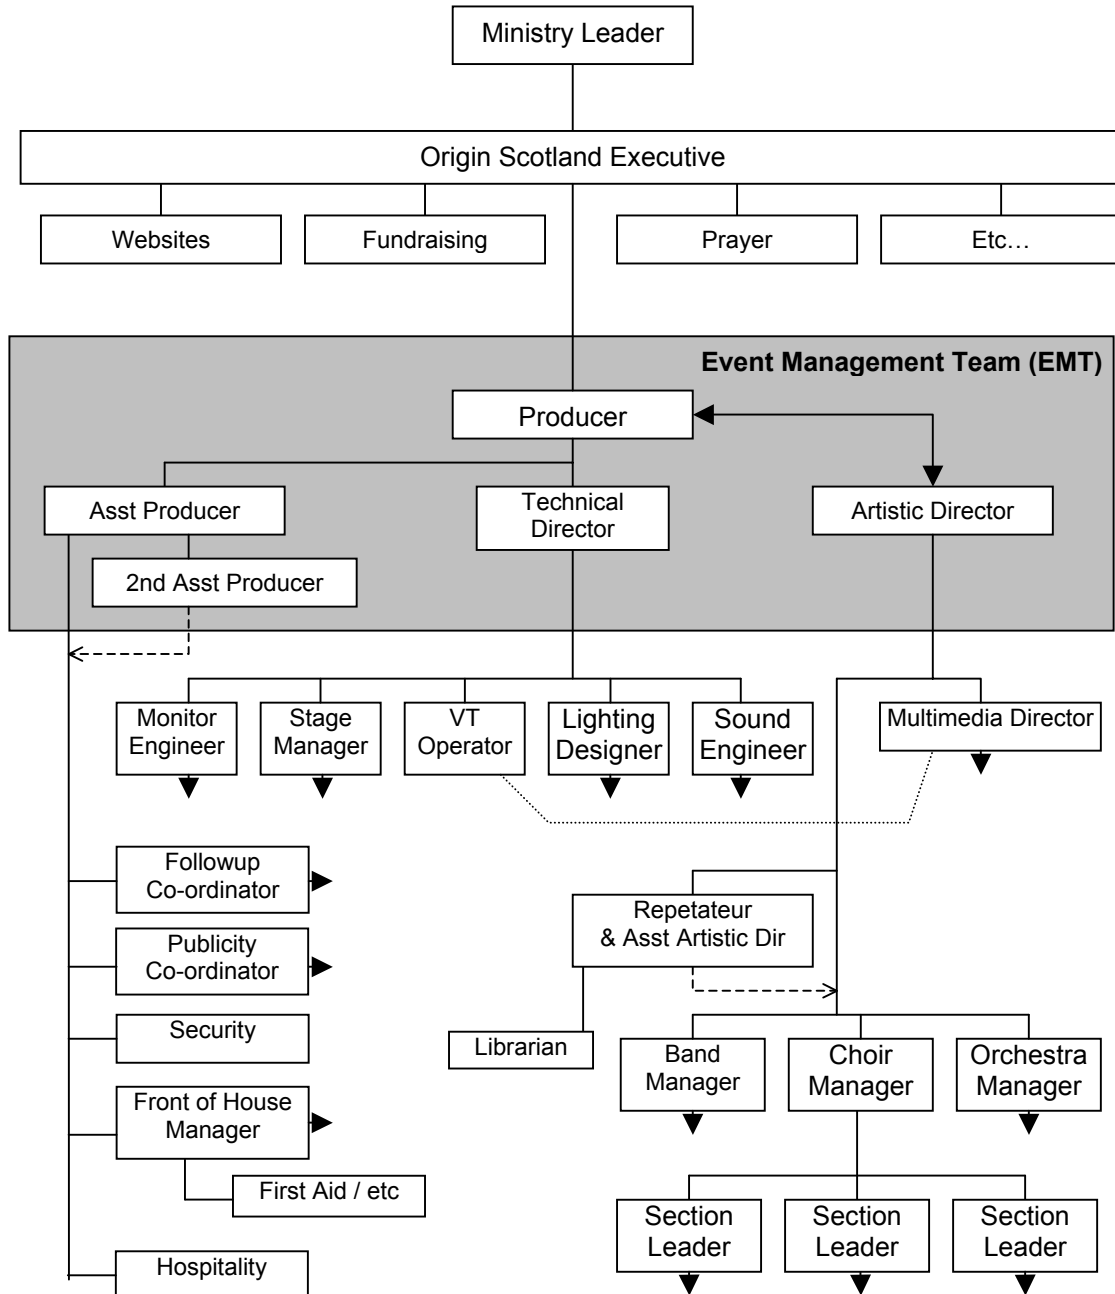 Ministry Leader
Origin Scotland Executive
Websites
Fundraising
Prayer
Etc…
Event Management Team (EMT)
Producer
Asst Producer
Technical
Director
Artistic Director
2nd Asst Producer
Monitor
Engineer
Stage
Manager
VT
Operator
Lighting
Designer
Sound
Engineer
Multimedia Director
Followup
Co-ordinator
Publicity
Co-ordinator
Security
Front of House
Manager
First Aid / etc
Hospitality
Repetateur
& Asst Artistic Dir
Librarian
Band
Manager
Choir
Manager
Orchestra
Manager
Section
Leader
Section
Leader
Section
Leader